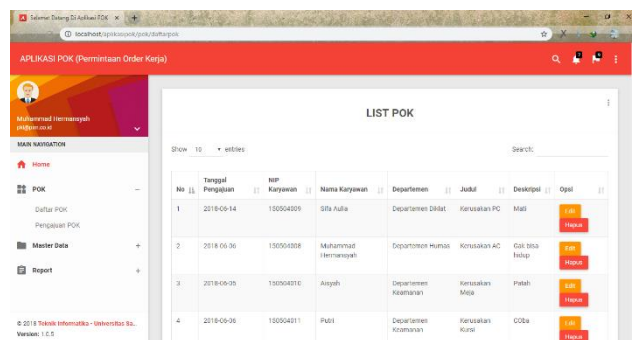 Selamat Datang Di Aplikasi POK
localhost/aplikasipok/pok/daftarpok
APLIKASI POK (Permintaan Order Kerja)
Muhammad Hermansyah
MAIN NAVIGATION
Home
POK
Daftar POK
Pengajuan POK
Master Data
Report
© 2018 Teknik Informatika - Universitas Sa..
Version: 1.0.5
LIST POK
Show 10 entries
Search:
No Tanggal Pengajuan NIP Karyawan Nama Karyawan Departemen Judul Deskripsi Opsi
1 2018-06-14 150504009 Sifa Aulia Departemen Diklat Kerusakan PC Mati Edit Hapus
2 2018-06-06 150504008 Muhammad Hermansyah Departemen Humas Kerusakan AC Gak bisa hidup Edit Hapus
3 2018-06-05 150504010 Aisyah Departemen Keamanan Kerusakan Meja Patah Edit Hapus
4 2018-06-06 150504011 Putri Departemen Keamanan Kerusakan Kursi COba Edit Hapus